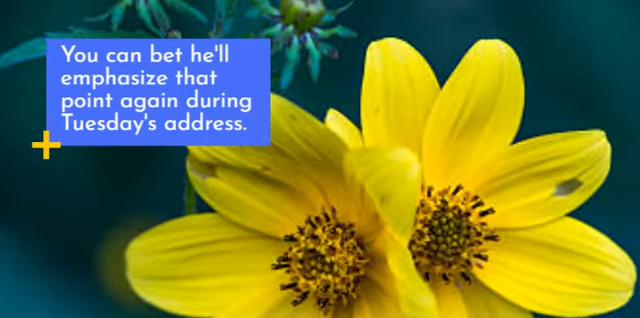 You can bet he'll
emphasize that
point again during
Tuesday's address.